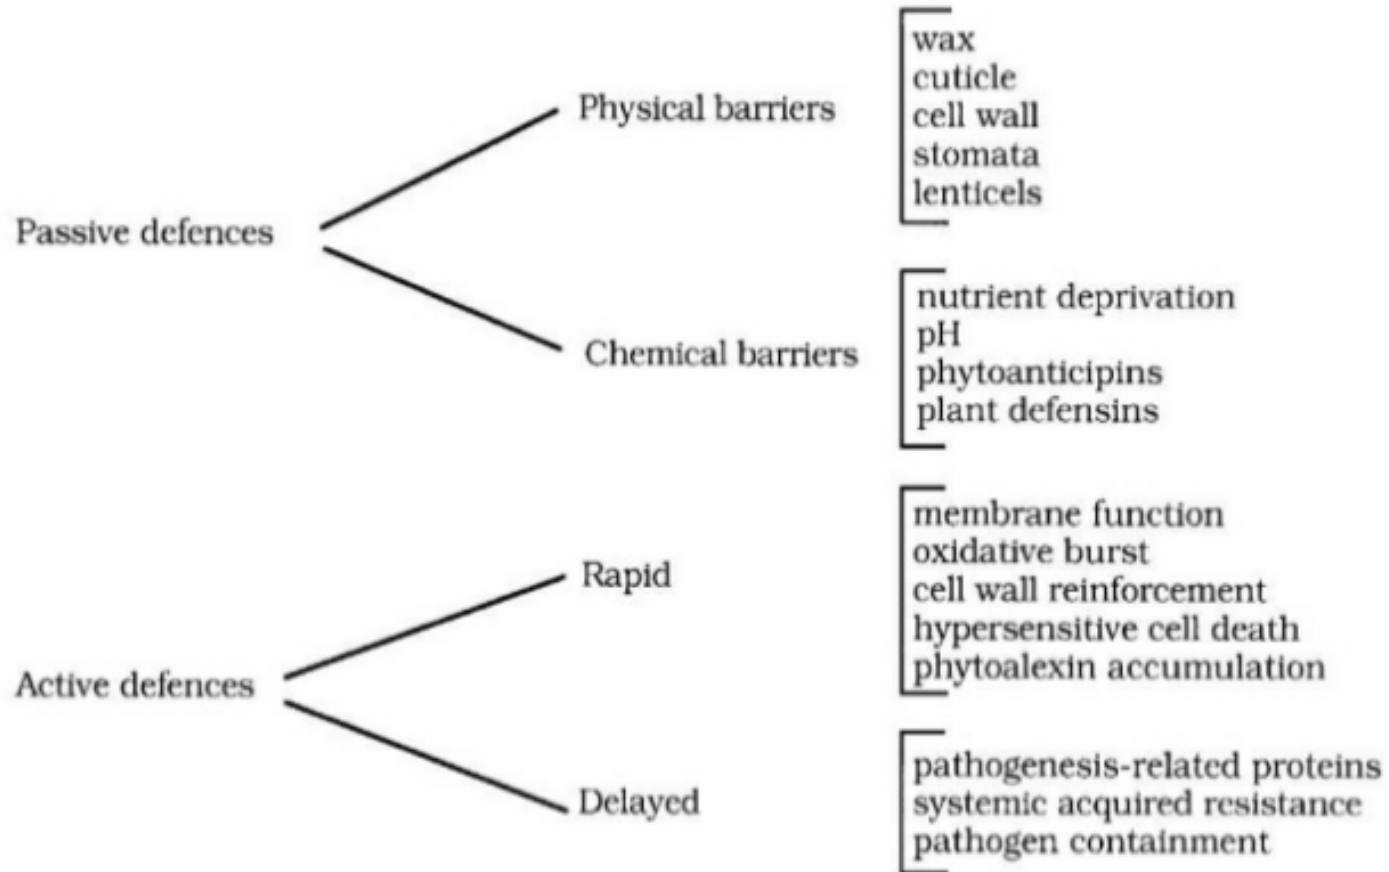 Passive defences
Physical barriers
wax
cuticle
cell wall
stomata
lenticels
Chemical barriers
nutrient deprivation
pH
phytoanticipins
plant defensins
Active defences
Rapid
membrane function
oxidative burst
cell wall reinforcement
hypersensitive cell death
phytoalexin accumulation
Delayed
pathogenesis-related proteins
systemic acquired resistance
pathogen containment